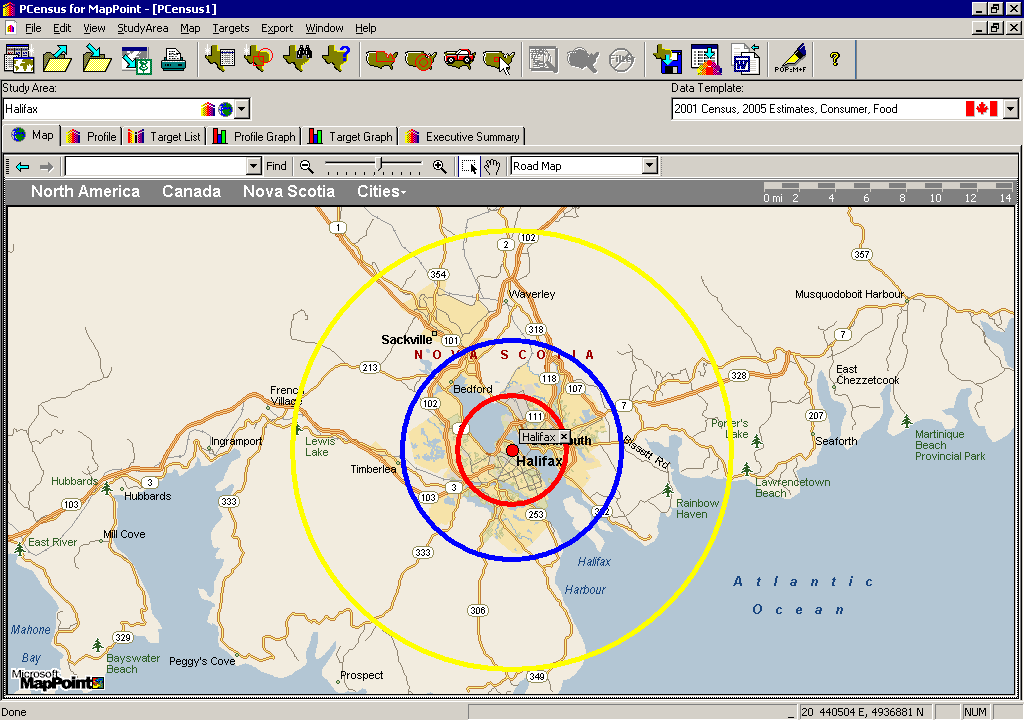 PCensus for MapPoint - [PCensus1]
File Edit View StudyArea Map Targets Export Window Help
POP=M+F
Study Area:
Data Template:
Halifax
2001 Census, 2005 Estimates, Consumer, Food
Map Profile Target List Profile Graph Target Graph Executive Summary
Find
Road Map
North America Canada Nova Scotia Cities
0 mi 2 4 6 8 10 12 14
1
2
102
357
354
Musquodoboit Harbour
Waverley
318
7
Sackville
101
NOVA SCOTIA
213
118
107
328
East
Chezzetcook
Bedford
French
Village
102
7
207
111
Porter's
Lake
Martinique
Beach
Provincial Park
Halifax
Lewis
Lake
Ingramport
Seaforth
Bissett Rd
Halifax
Timberlea
Hubbards
3
Hubbards
103
3
103
333
Lawrencetown
Beach
Rainbow
Haven
253
East River
Mill Cove
333
Halifax
Harbour
Atlantic
Ocean
306
Mahone
Bay
329
Bayswater
Beach
Peggy's Cove
Prospect
349
Microsoft
MapPoint
Done
20 440504 E, 4936881 N
NUM